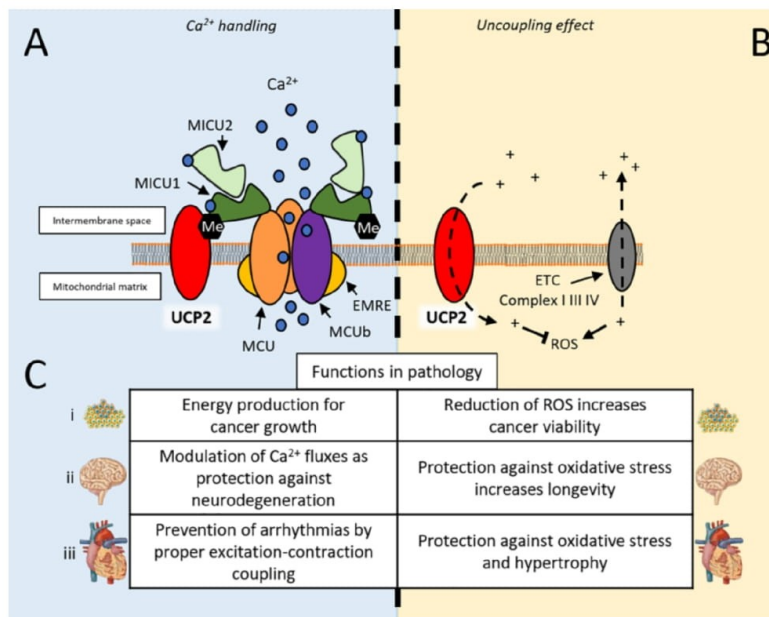 A
Ca²⁺ handling
Uncoupling effect
B
Ca²⁺
MICU2
MICU1
Me
Me
Intermembrane space
Mitochondrial matrix
UCP2
MCU
MCUb
EMRE
+
+
+
+
+
+
UCP2
ETC
Complex I III IV
+
ROS
+
C
Functions in pathology
i
Energy production for
cancer growth
Reduction of ROS increases
cancer viability
ii
Modulation of Ca²⁺ fluxes as
protection against
neurodegeneration
Protection against oxidative stress
increases longevity
iii
Prevention of arrhythmias by
proper excitation-contraction
coupling
Protection against oxidative stress
and hypertrophy